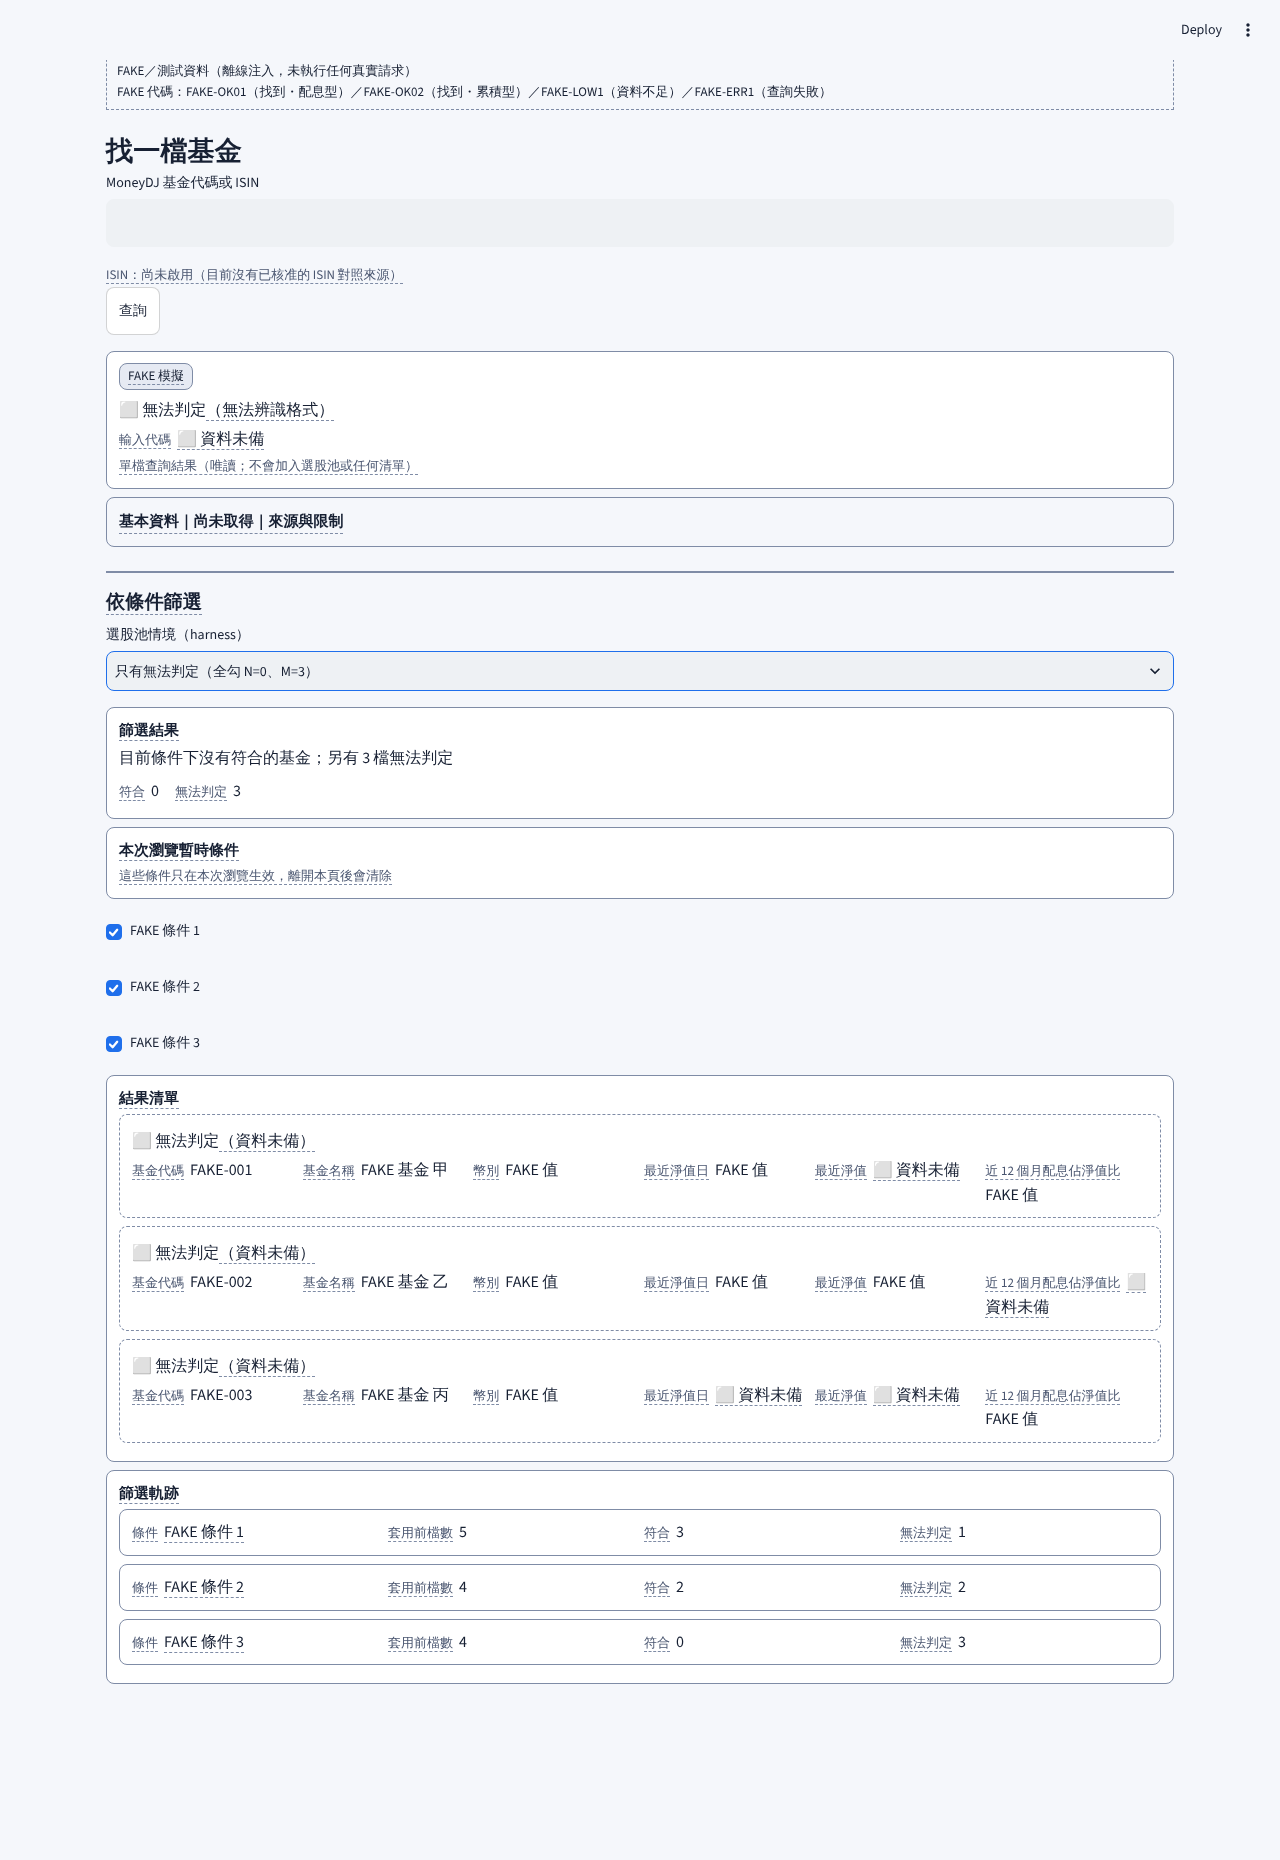 Deploy
FAKE／測試資料（離線注入，未執行任何真實請求）
FAKE 代碼：FAKE-OK01（找到・配息型）／FAKE-OK02（找到・累積型）／FAKE-LOW1（資料不足）／FAKE-ERR1（查詢失敗）
找一檔基金
MoneyDJ 基金代碼或 ISIN
ISIN：尚未啟用（目前沒有已核准的 ISIN 對照來源）
查詢
FAKE 模擬
⬜ 無法判定（無法辨識格式）
輸入代碼 ⬜ 資料未備
單檔查詢結果（唯讀；不會加入選股池或任何清單）
基本資料｜尚未取得｜來源與限制
依條件篩選
選股池情境（harness）
只有無法判定（全勾 N=0、M=3）
篩選結果
目前條件下沒有符合的基金；另有 3 檔無法判定
符合 0 無法判定 3
本次瀏覽暫時條件
這些條件只在本次瀏覽生效，離開本頁後會清除
FAKE 條件 1
FAKE 條件 2
FAKE 條件 3
結果清單
⬜ 無法判定（資料未備）
基金代碼 FAKE-001 基金名稱 FAKE 基金 甲 幣別 FAKE 值 最近淨值日 FAKE 值 最近淨值 ⬜ 資料未備 近 12 個月配息佔淨值比
FAKE 值
⬜ 無法判定（資料未備）
基金代碼 FAKE-002 基金名稱 FAKE 基金 乙 幣別 FAKE 值 最近淨值日 FAKE 值 最近淨值 FAKE 值 近 12 個月配息佔淨值比 ⬜
資料未備
⬜ 無法判定（資料未備）
基金代碼 FAKE-003 基金名稱 FAKE 基金 丙 幣別 FAKE 值 最近淨值日 ⬜ 資料未備 最近淨值 ⬜ 資料未備 近 12 個月配息佔淨值比
FAKE 值
篩選軌跡
條件 FAKE 條件 1 套用前檔數 5 符合 3 無法判定 1
條件 FAKE 條件 2 套用前檔數 4 符合 2 無法判定 2
條件 FAKE 條件 3 套用前檔數 4 符合 0 無法判定 3